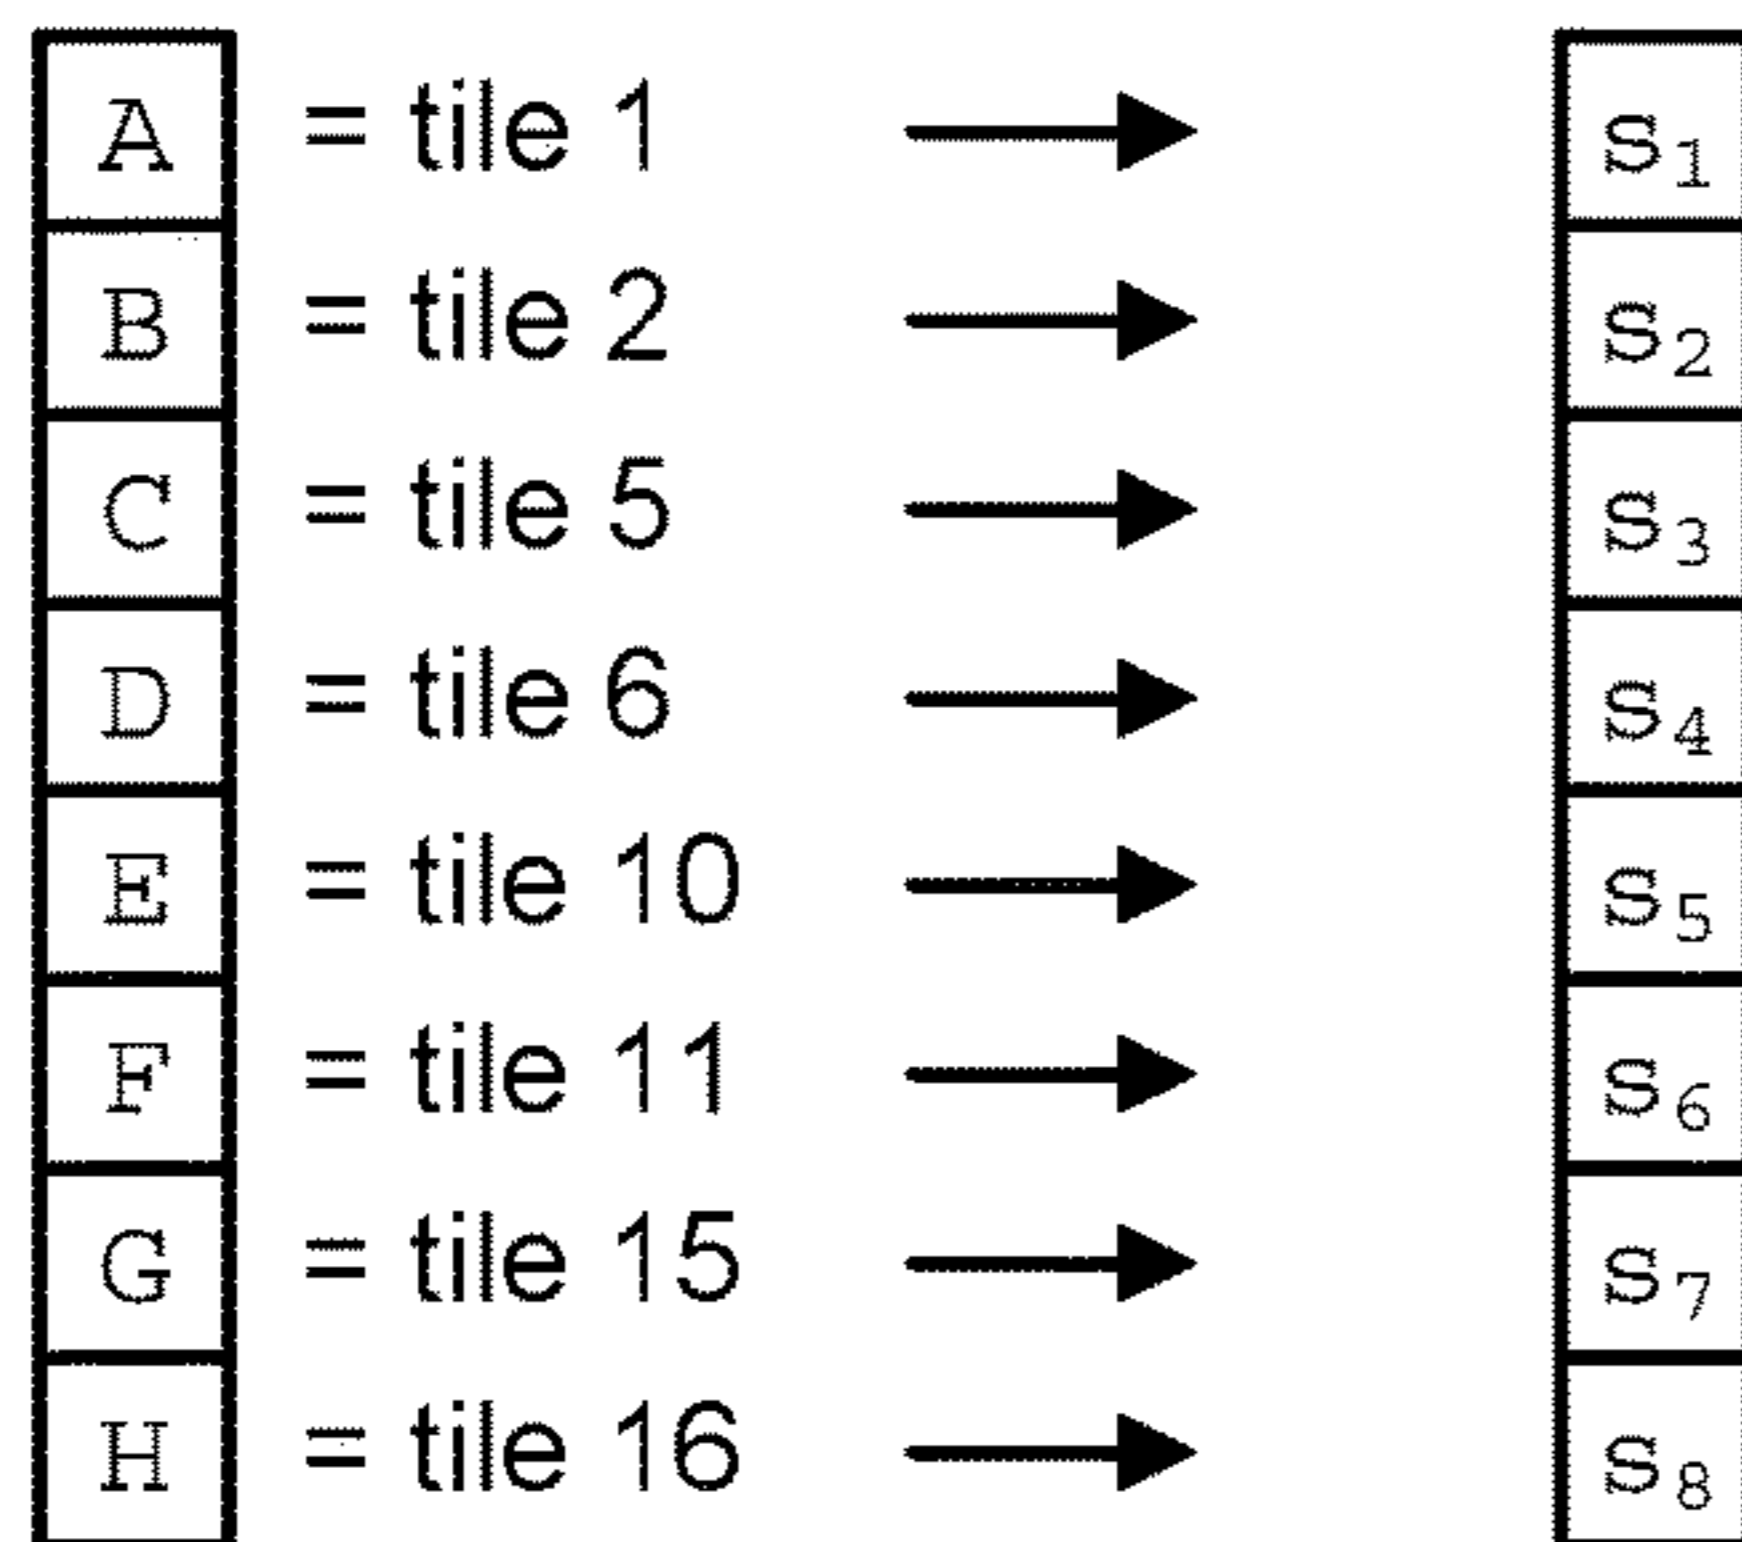 A = tile 1 S1
B = tile 2 S2
C = tile 5 S3
D = tile 6 S4
E = tile 10 S5
F = tile 11 S6
G = tile 15 S7
H = tile 16 S8